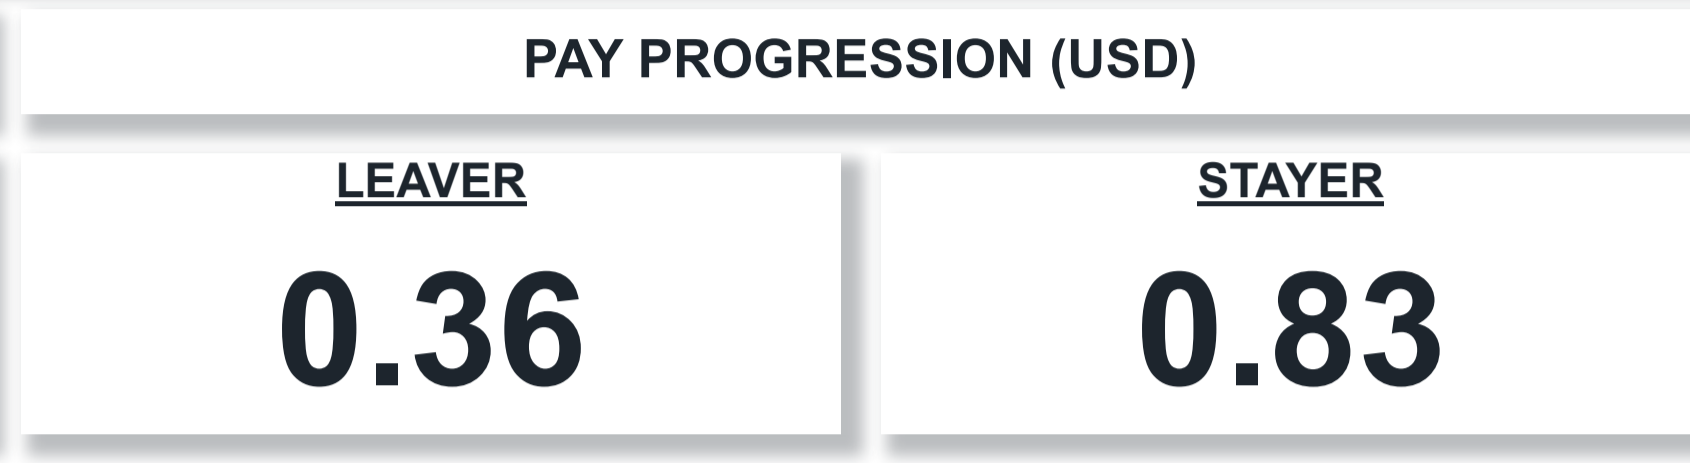 PAY PROGRESSION (USD)
LEAVER
STAYER
0.36
0.83